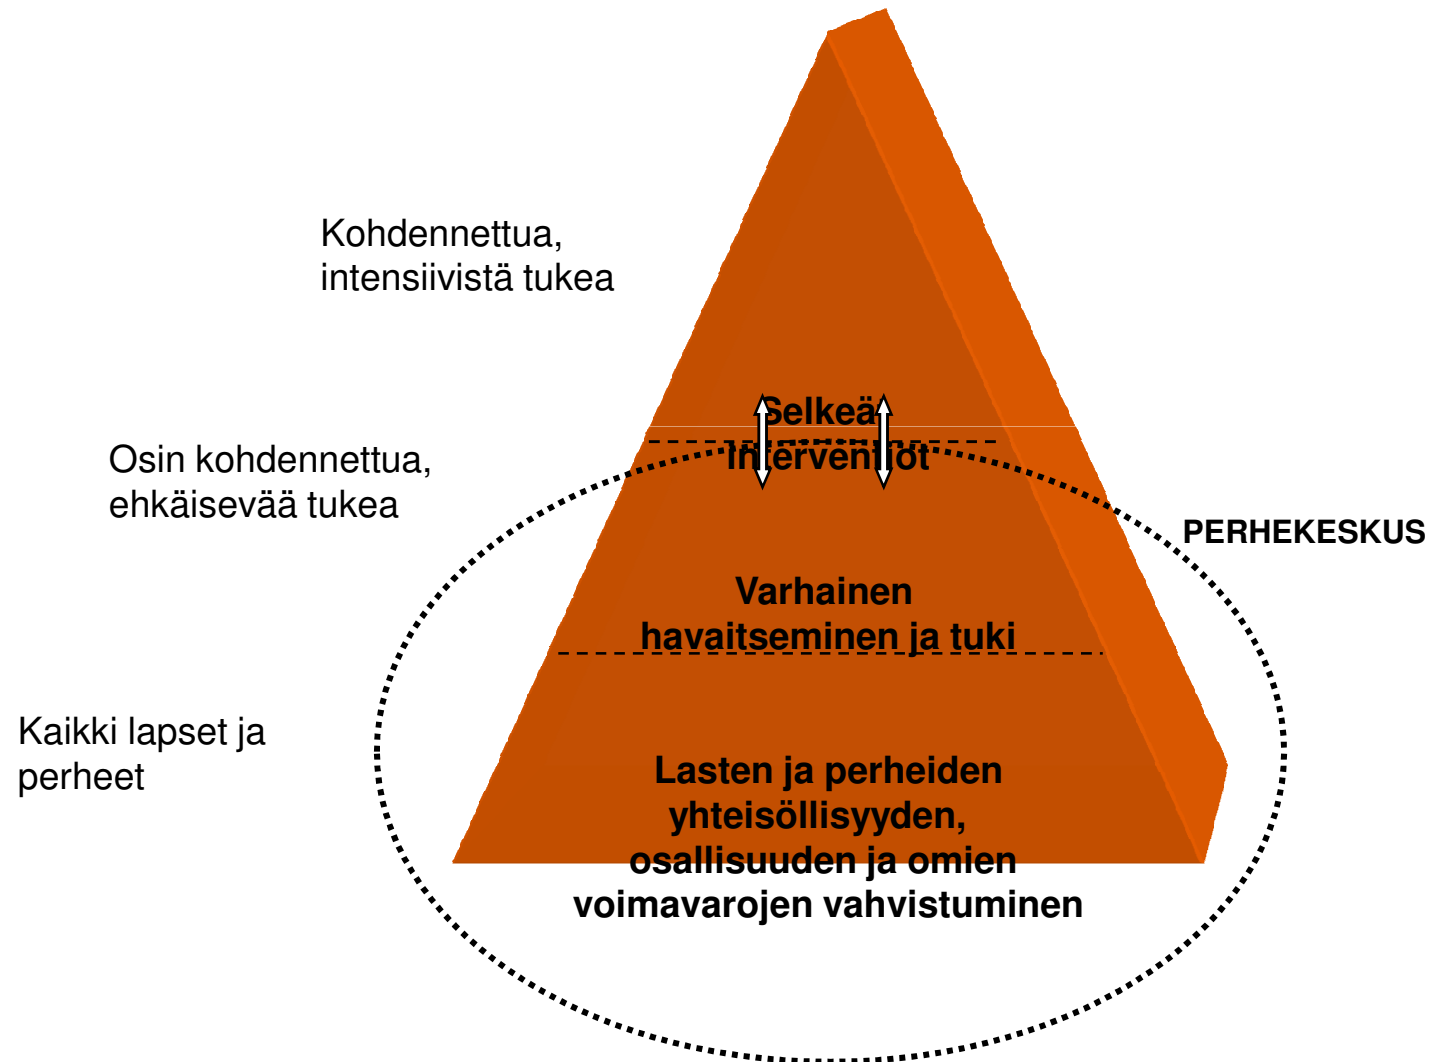 Kohdennettua,
intensiivistä tukea
Selkeä
interventiot
Osin kohdennettua,
ehkäisevää tukea
PERHEKESKUS
Varhainen
havaitseminen ja tuki
Kaikki lapset ja
perheet
Lasten ja perheiden
yhteisöllisyyden,
osallisuuden ja omien
voimavarojen vahvistuminen